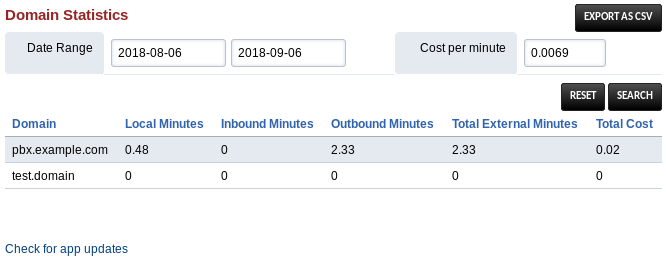 Domain Statistics
EXPORT AS CSV
Date Range 2018-08-06 2018-09-06 Cost per minute 0.0069
RESET SEARCH
Domain Local Minutes Inbound Minutes Outbound Minutes Total External Minutes Total Cost
pbx.example.com 0.48 0 2.33 2.33 0.02
test.domain 0 0 0 0 0
Check for app updates